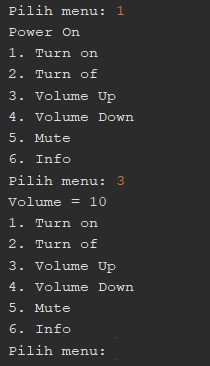 Pilih menu: 1
Power On
1. Turn on
2. Turn of
3. Volume Up
4. Volume Down
5. Mute
6. Info
Pilih menu: 3
Volume = 10
1. Turn on
2. Turn of
3. Volume Up
4. Volume Down
5. Mute
6. Info
Pilih menu: